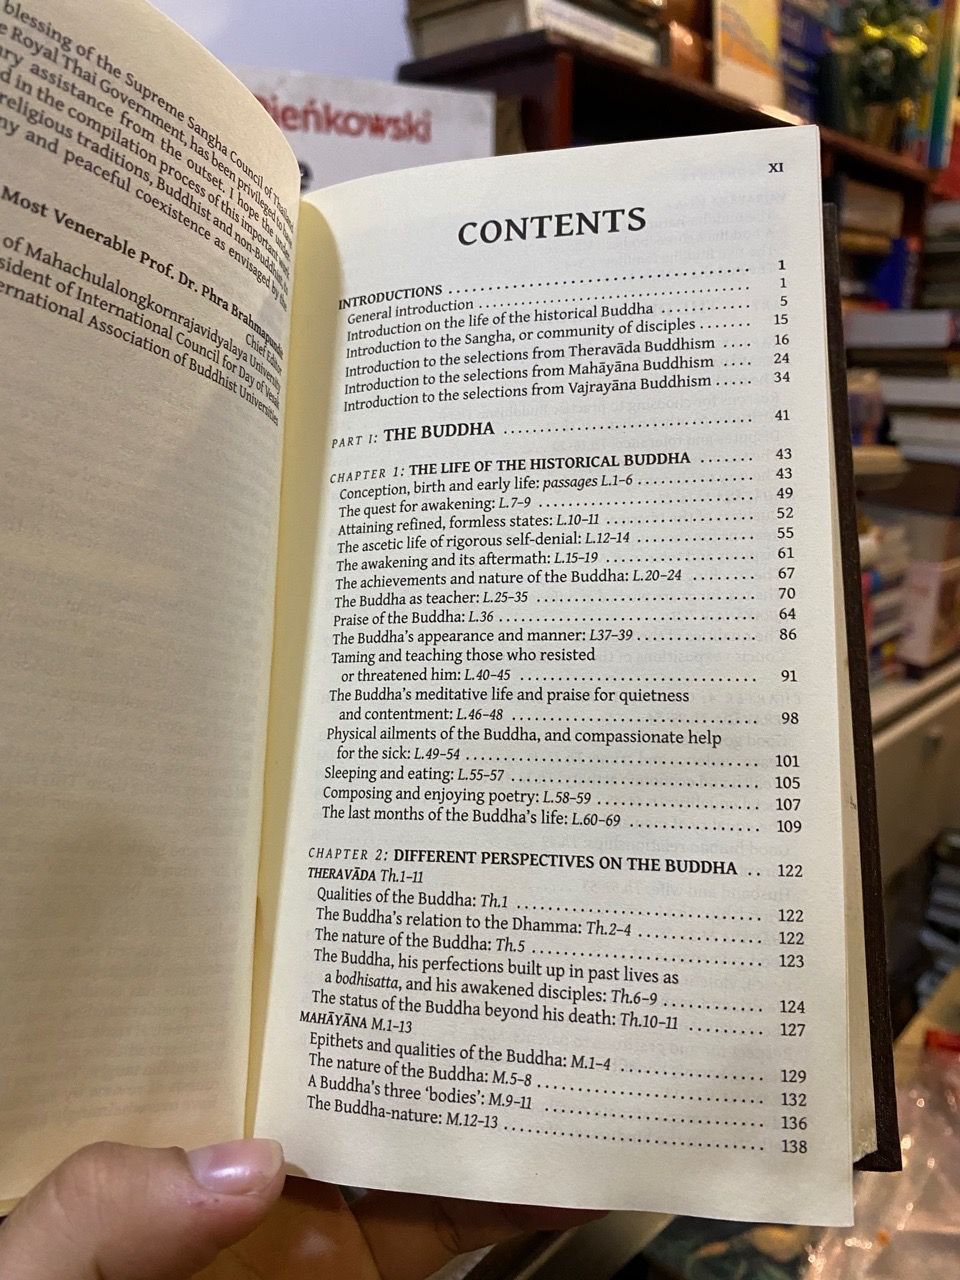 blessing of the Supreme Sangha Council of Thailand
Royal Thai Government, has been privileged to have
assistance from the outset. I hope the under-
in the compilation process of this important work,
religious traditions, Buddhist and non-Buddhist, to
and peaceful coexistence as envisaged by the
Most Venerable Prof. Dr. Phra Brahmapundit
Chief Editor
of Mahachulalongkornrajavidyalaya University
sident of International Council for Day of Vesak
ernational Association of Buddhist Universities
ieńkowski
XI
CONTENTS
INTRODUCTIONS .......... 1
General introduction .......... 1
Introduction on the life of the historical Buddha .......... 5
Introduction to the Sangha, or community of disciples ....... 15
Introduction to the selections from Theravāda Buddhism .... 16
Introduction to the selections from Mahāyāna Buddhism .... 24
Introduction to the selections from Vajrayāna Buddhism ..... 34
PART I: THE BUDDHA .......... 41
CHAPTER 1: THE LIFE OF THE HISTORICAL BUDDHA ....... 43
Conception, birth and early life: passages L.1–6 .......... 43
The quest for awakening: L.7–9 .......... 49
Attaining refined, formless states: L.10–11 .......... 52
The ascetic life of rigorous self-denial: L.12–14 .......... 55
The awakening and its aftermath: L.15–19 .......... 61
The achievements and nature of the Buddha: L.20–24 ........ 67
The Buddha as teacher: L.25–35 .......... 70
Praise of the Buddha: L.36 .......... 64
The Buddha's appearance and manner: L37–39 .......... 86
Taming and teaching those who resisted
or threatened him: L.40–45 .......... 91
The Buddha's meditative life and praise for quietness
and contentment: L.46–48 .......... 98
Physical ailments of the Buddha, and compassionate help
for the sick: L.49–54 .......... 101
Sleeping and eating: L.55–57 .......... 105
Composing and enjoying poetry: L.58–59 .......... 107
The last months of the Buddha's life: L.60–69 .......... 109
CHAPTER 2: DIFFERENT PERSPECTIVES ON THE BUDDHA .. 122
THERAVĀDA Th.1–11
Qualities of the Buddha: Th.1 .......... 122
The Buddha's relation to the Dhamma: Th.2–4 .......... 122
The nature of the Buddha: Th.5 .......... 123
The Buddha, his perfections built up in past lives as
a bodhisatta, and his awakened disciples: Th.6–9 .......... 124
The status of the Buddha beyond his death: Th.10–11 ......... 127
MAHĀYĀNA M.1–13
Epithets and qualities of the Buddha: M.1–4 .......... 129
The nature of the Buddha: M.5–8 .......... 132
A Buddha's three 'bodies': M.9–11 .......... 136
The Buddha-nature: M.12–13 .......... 138